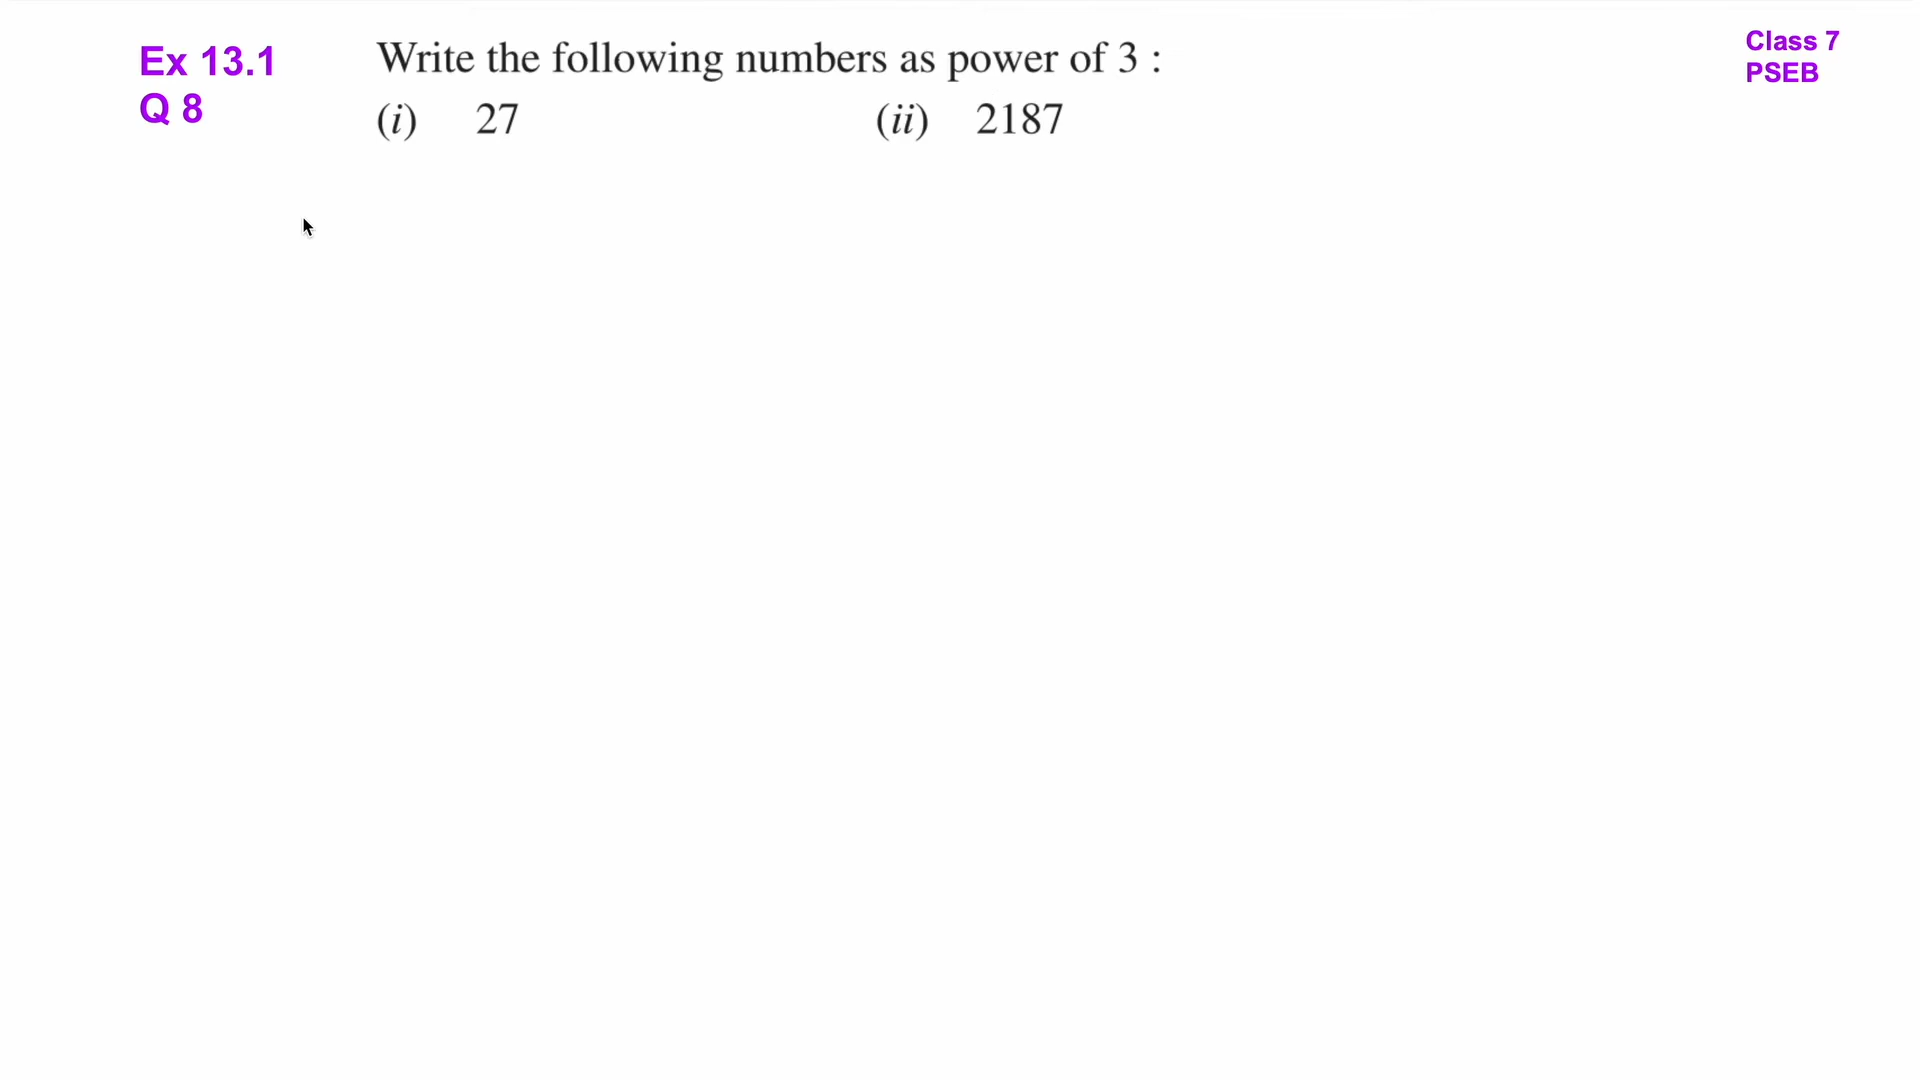 Ex 13.1
Q 8
Write the following numbers as power of 3 :
(i) 27 (ii) 2187
Class 7
PSEB